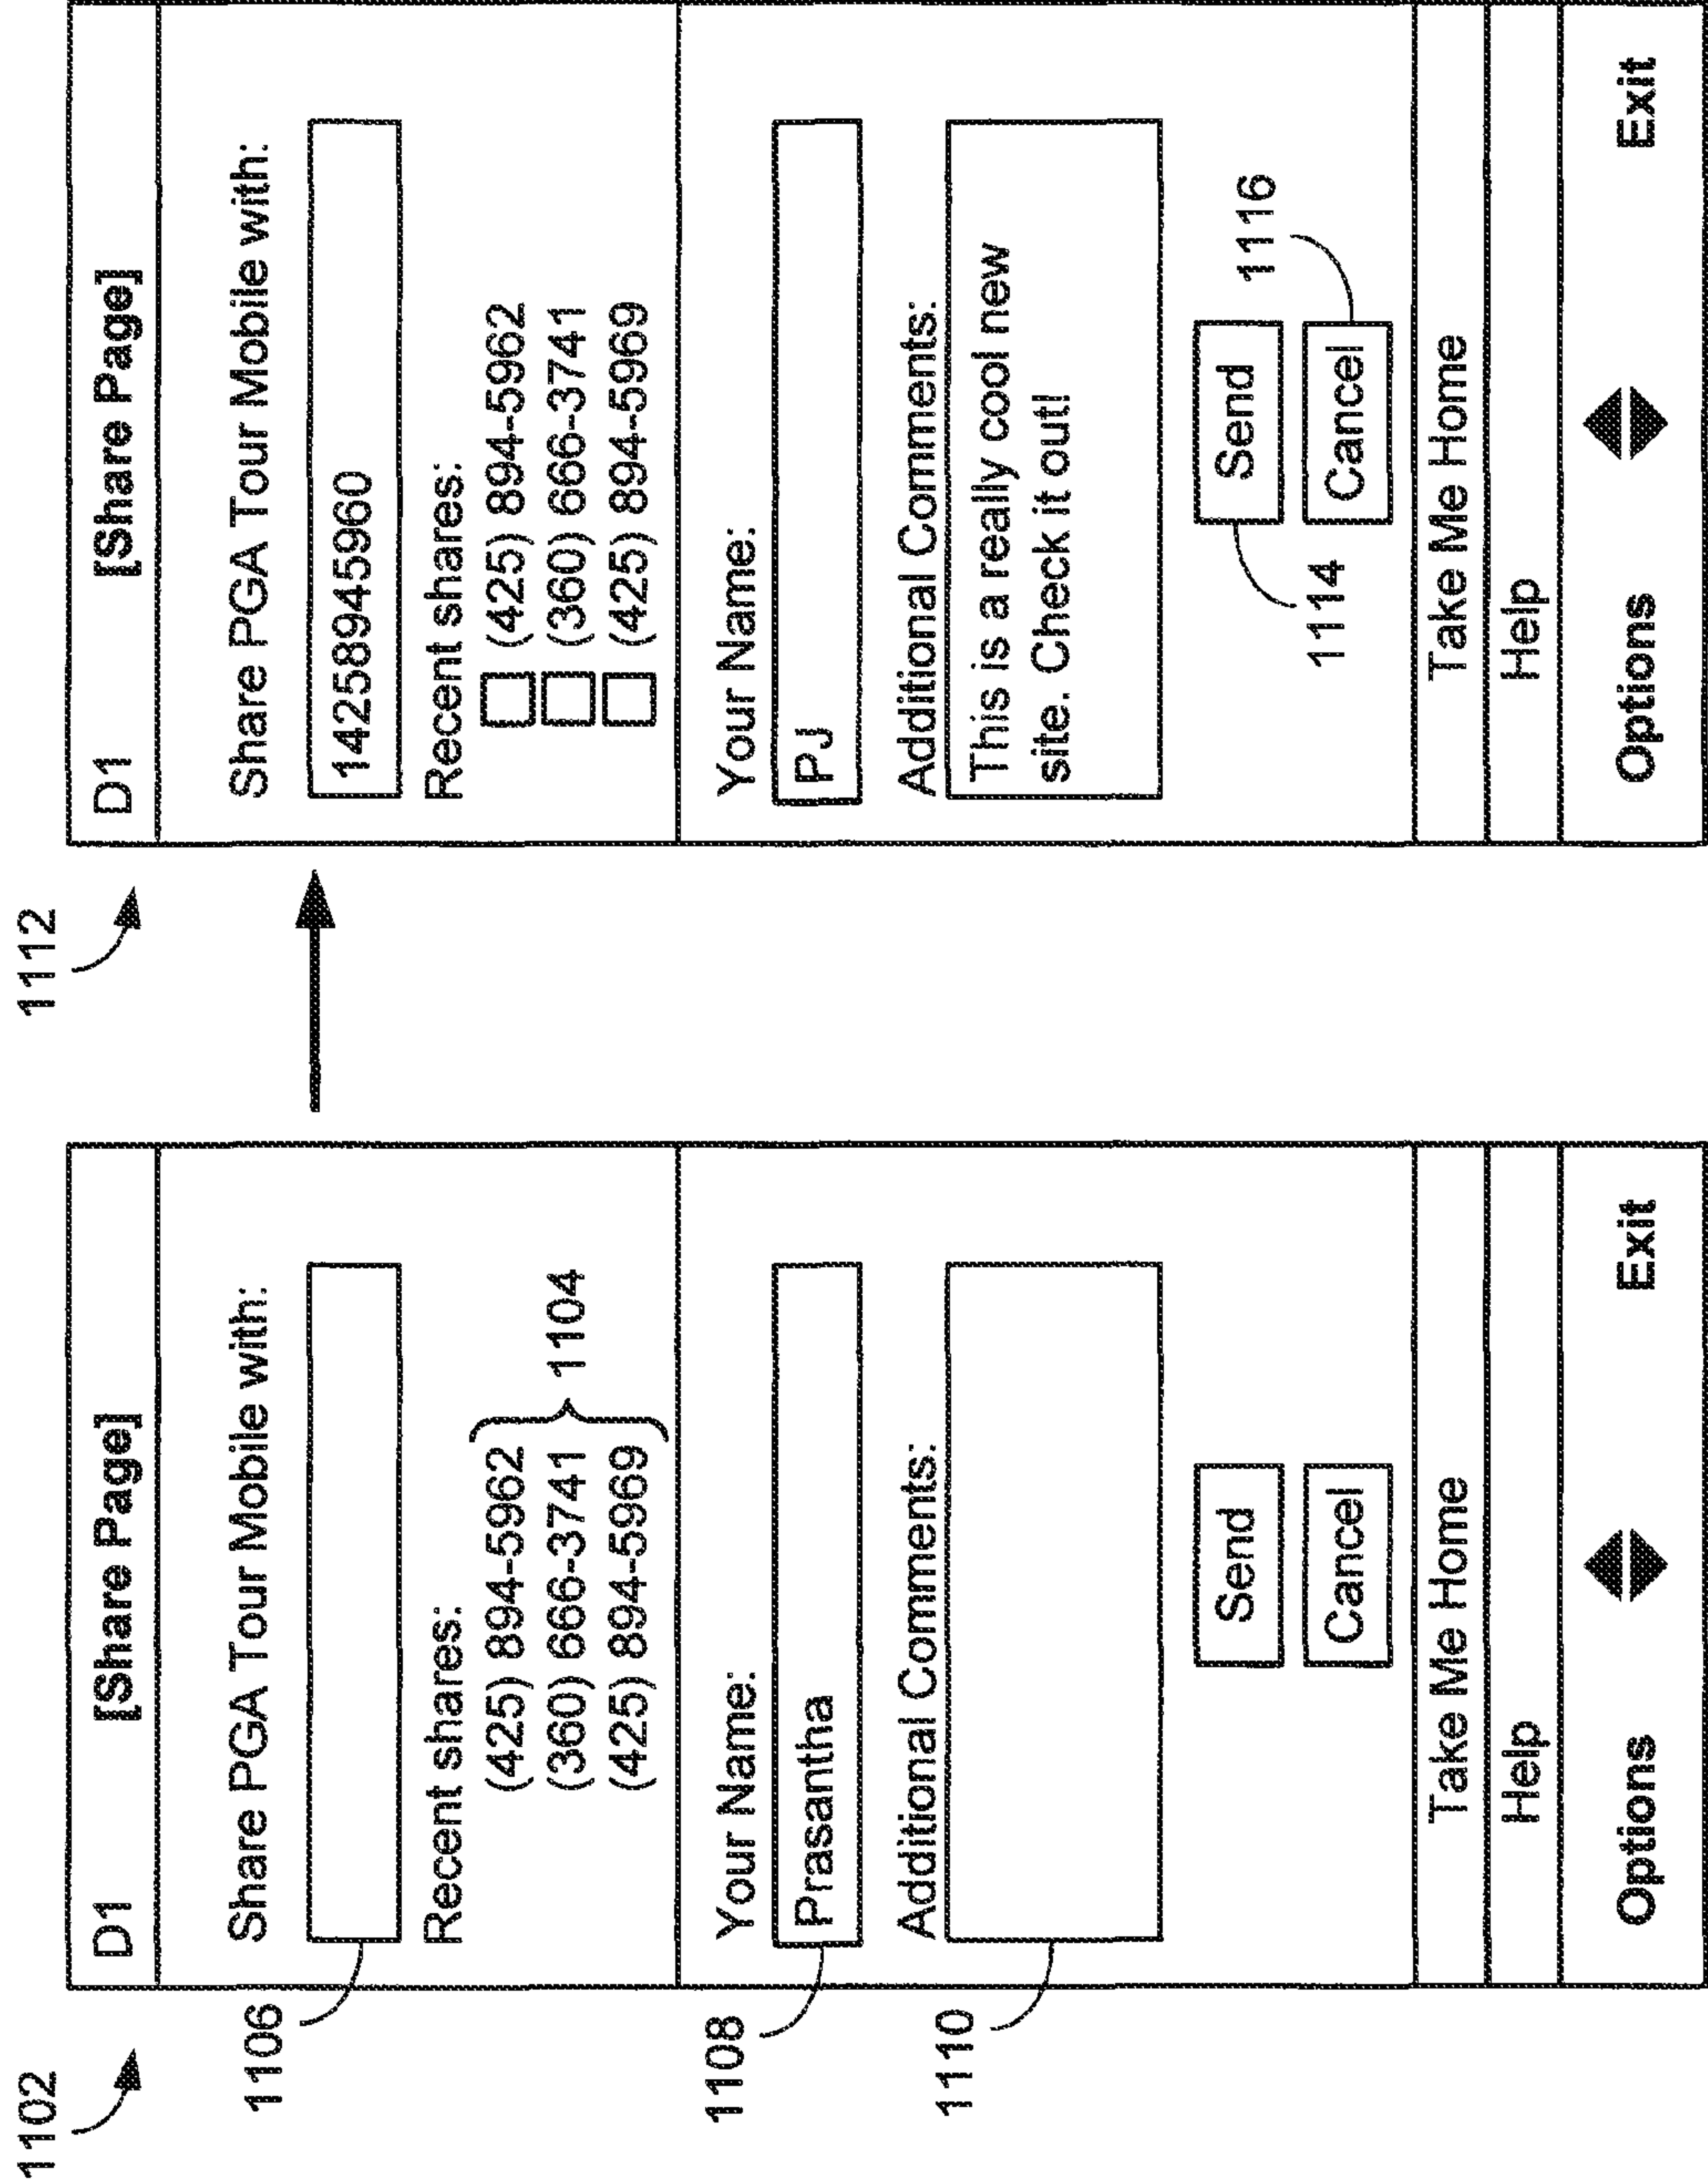 1102
D1 [Share Page]
Share PGA Tour Mobile with:
1106
Recent shares:
(425) 894-5962
(360) 666-3741
(425) 894-5969
1104
Your Name:
1108
Prasantha
Additional Comments:
1110
Send
Cancel
Take Me Home
Help
Options Exit
1112
D1 [Share Page]
Share PGA Tour Mobile with:
14258945960
Recent shares:
(425) 894-5962
(360) 666-3741
(425) 894-5969
Your Name:
PJ
Additional Comments:
This is a really cool new
site. Check it out!
1114
Send
1116
Cancel
Take Me Home
Help
Options Exit